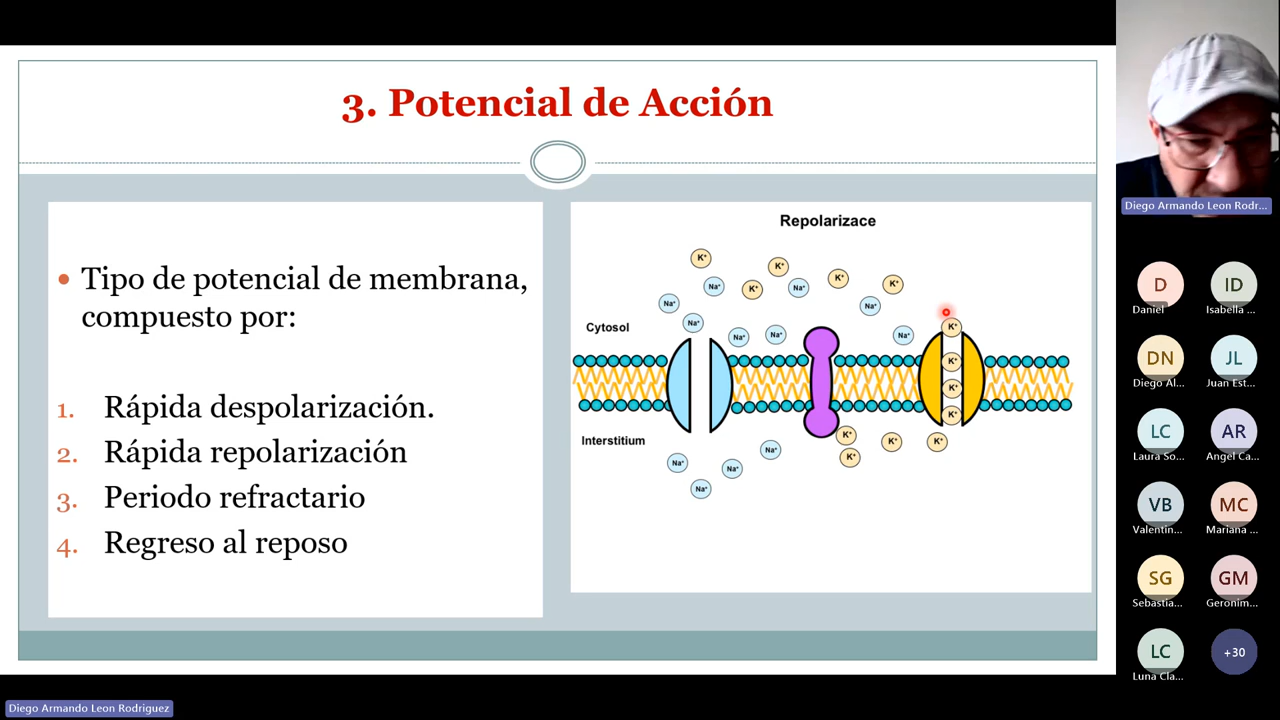 3. Potencial de Acción
Tipo de potencial de membrana,
compuesto por:
1. Rápida despolarización.
2. Rápida repolarización
3. Periodo refractario
4. Regreso al reposo
Repolarizace
K+
K+
K+
K+
K+
Na+
Na+
Na+
Na+
Na+
Na+
Na+
Na+
Cytosol
K+
K+
K+
K+
Interstitium
K+
K+
K+
K+
Na+
Na+
Na+
Na+
Diego Armando Leon Rodr...
D
Daniel
ID
Isabella ...
DN
Diego Al...
JL
Juan Est...
LC
Laura So...
AR
Angel Ca...
VB
Valentin...
MC
Mariana ...
SG
Sebastia...
GM
Geronim...
LC
Luna Cla...
+30
Diego Armando Leon Rodriguez